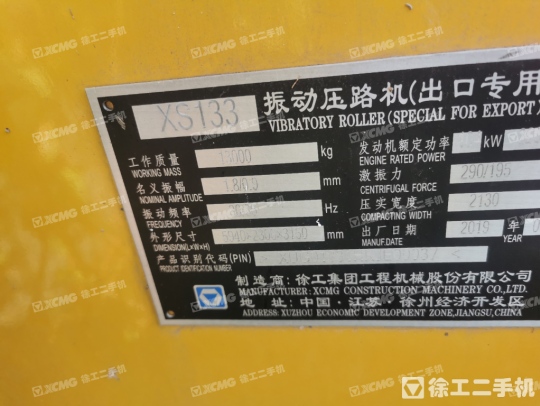 XS133 振动压路机(出口专用
VIBRATORY ROLLER(SPECIAL FOR EXPORT)
工作质量 13000 kg 发动机额定功率 kW
WORKING MASS ENGINE RATED POWER
名义振幅 1.8/0.9 mm 激振力 290/195
NOMINAL AMPLITUDE CENTRIFUGAL FORCE
振动频率 Hz 压实宽度 2130
FREQUENCY COMPACTING WIDTH
外形尺寸 mm 出厂日期 2019 年 0
DIMENSION(L×W×H) MANUF.DATE YEAR
产品识别代码(PIN)
PRODUCT IDENTIFICATION NUMBER
制造商:徐工集团工程机械股份有限公司
MANUFACTURER: XCMG CONSTRUCTION MACHINERY CO.,LTD.
地 址: 中国·江苏·徐州经济开发区
ADDRESS: XUZHOU ECONOMIC DEVELOPMENT ZONE,JIANGSU,CHINA
徐工二手机